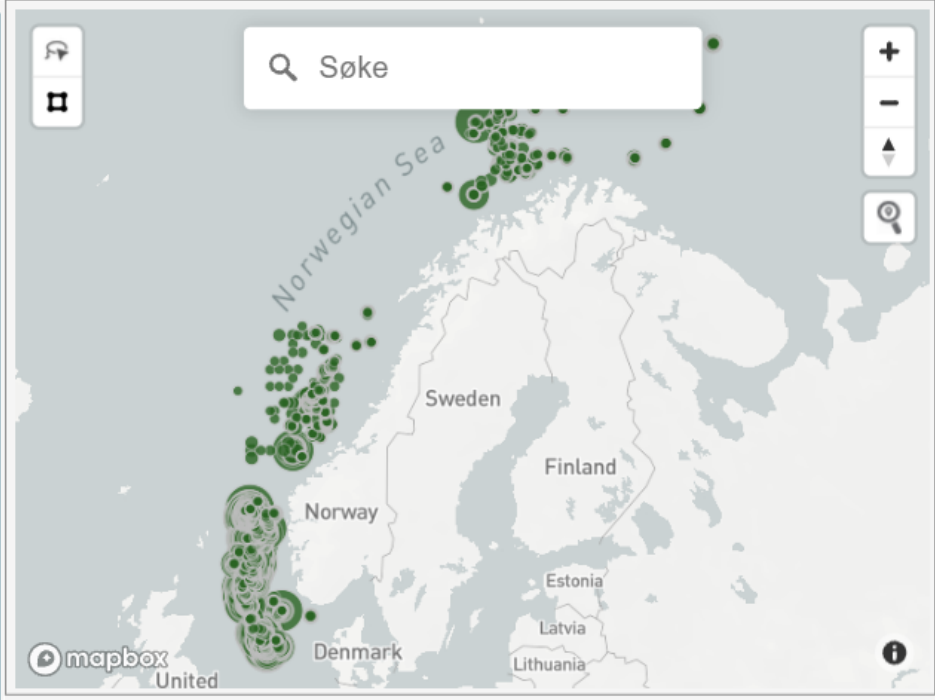 Søke
Norwegian Sea
Sweden
Finland
Norway
Estonia
Latvia
Denmark
Lithuania
mapbox
United